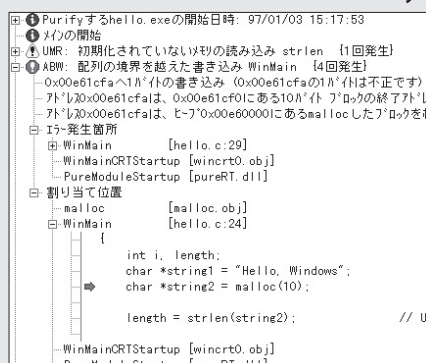 Purifyするhello.exeの開始日時: 97/01/03 15:17:53
メインの開始
UMR: 初期化されていないメモリの読み込み strlen {1回発生}
ABW: 配列の境界を越えた書き込み WinMain {4回発生}
0x00e61cfaへ1バイトの書き込み (0x00e61cfaの1バイトは不正です)
アドレス0x00e61cfaは、0x00e61cf0にある10バイト ブロックの終了アドレ
アドレス0x00e61cfaは、ヒープ0x00e60000にあるmallocしたブロックを
エラー発生箇所
WinMain [hello.c:29]
WinMainCRTStartup [wincrt0.obj]
PureModuleStartup [pureRT.dll]
割り当て位置
malloc [malloc.obj]
WinMain [hello.c:24]
{
int i, length;
char *string1 = "Hello, Windows";
char *string2 = malloc(10);
length = strlen(string2); // U
WinMainCRTStartup [wincrt0.obj]